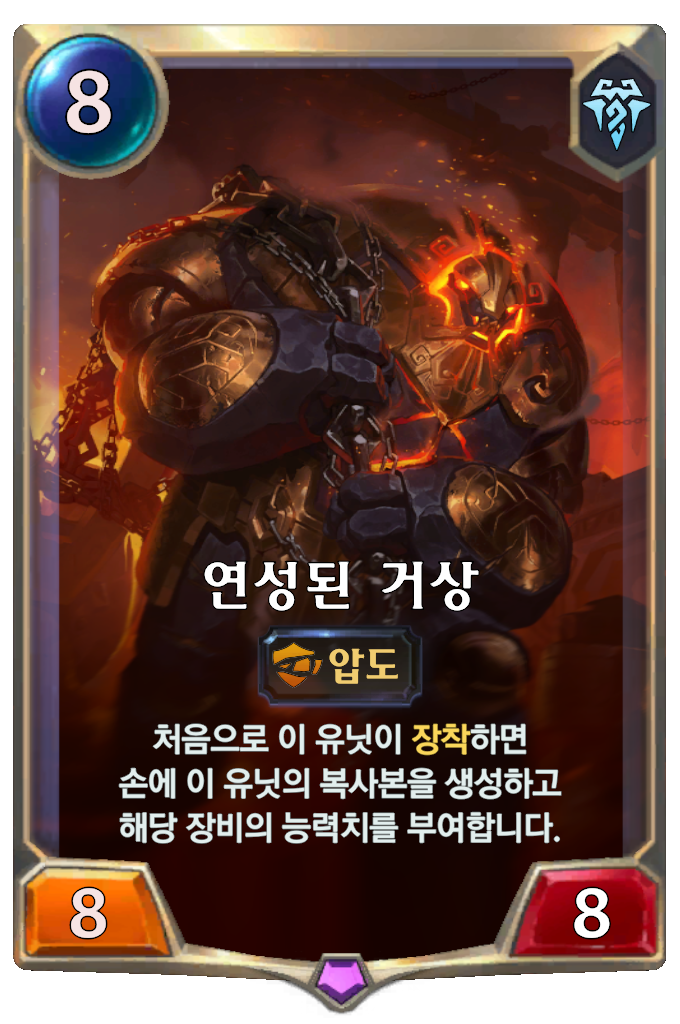 8
연성된 거상
압도
처음으로 이 유닛이 장착하면
손에 이 유닛의 복사본을 생성하고
해당 장비의 능력치를 부여합니다.
8 8